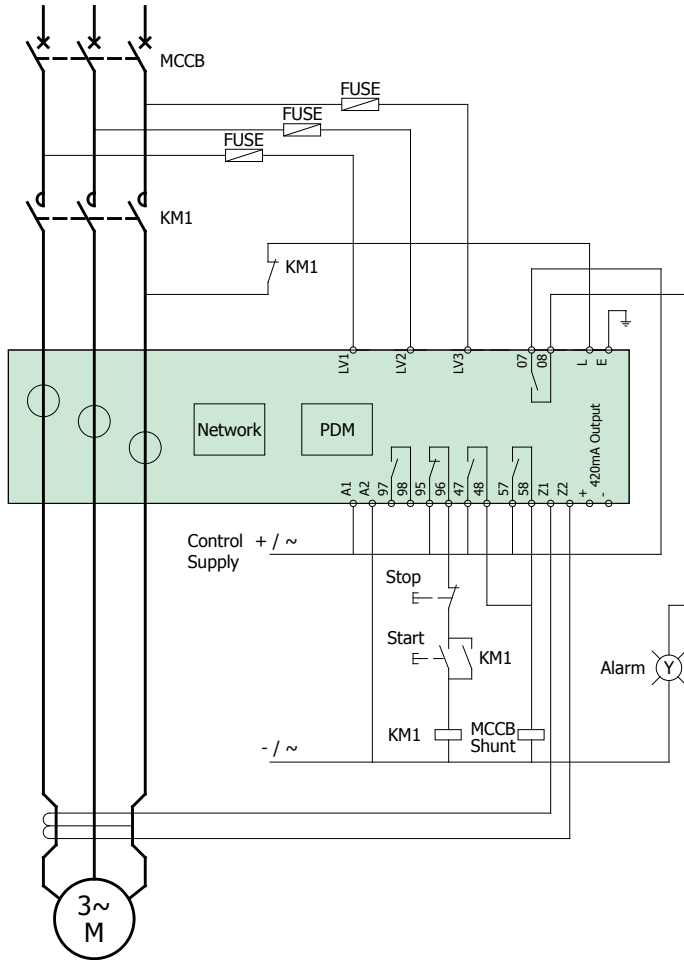 MCCB
FUSE
FUSE
FUSE
KM1
KM1
LV1
LV2
LV3
07
08
L
E
Network
PDM
420mA Output
A1
A2
97
98
95
96
47
48
57
58
Z1
Z2
+
-
Control + / ~
Supply
Stop
Start
KM1
Alarm
Y
KM1
MCCB
Shunt
- / ~
3~
M